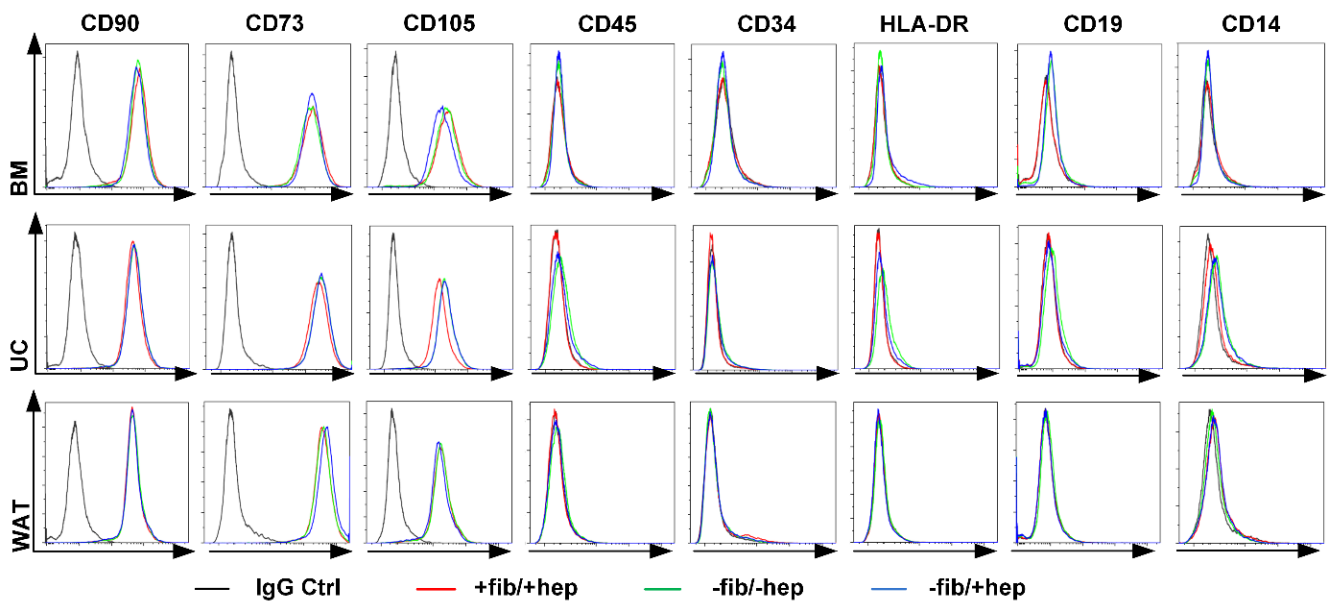 CD90 CD73 CD105 CD45 CD34 HLA-DR CD19 CD14
BM
UC
WAT
IgG Ctrl +fib/+hep -fib/-hep -fib/+hep